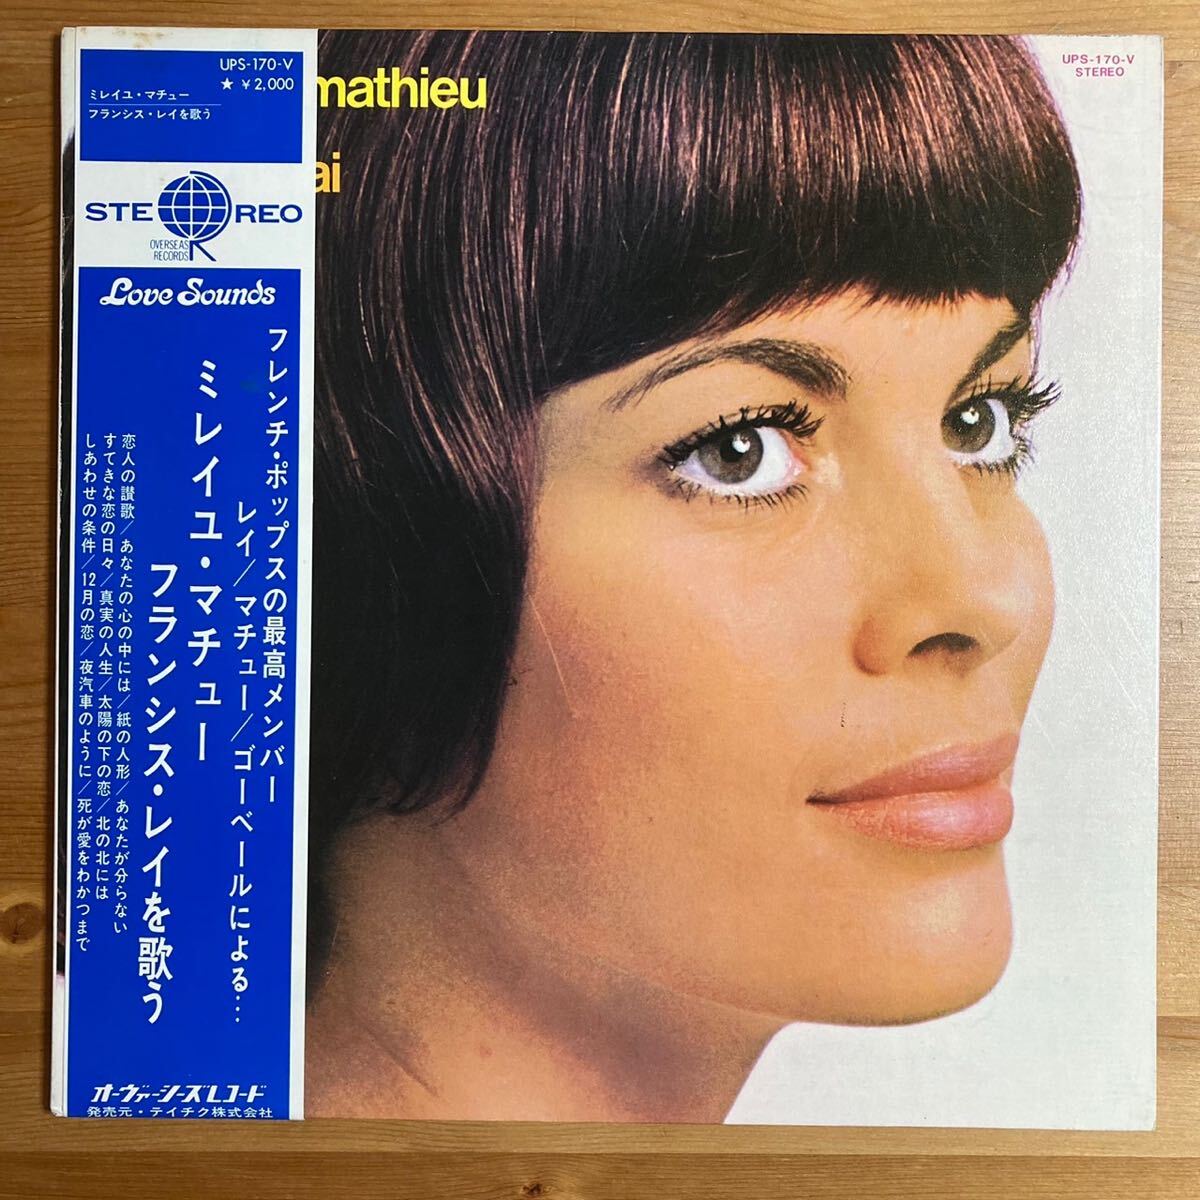 UPS-170-V
★ ¥2,000
ミレイユ・マチュー
フランシス・レイを歌う
STEREO
OVERSEAS
RECORDS
Love Sounds
フレンチ・ポップスの最高メンバー
レイ/マチュー/ゴーベールによる…
ミレイユ・マチュー
フランシス・レイを歌う
恋人の讃歌/あなたの心の中には/紙の人形/あなたが分らない
すてきな恋の日々/真実の人生/太陽の下の恋/北の北には
しあわせの条件/12月の恋/夜汽車のように/死が愛をわかつまで
オーヴァーシーズレコード
発売元・テイチク株式会社
mathieu
ai
UPS-170-V
STEREO